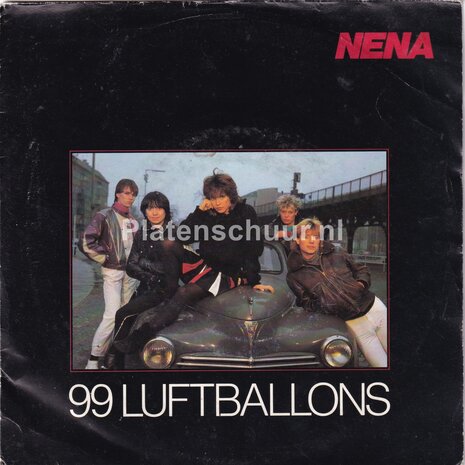 NENA
Platenschuur.nl
99 LUFTBALLONS